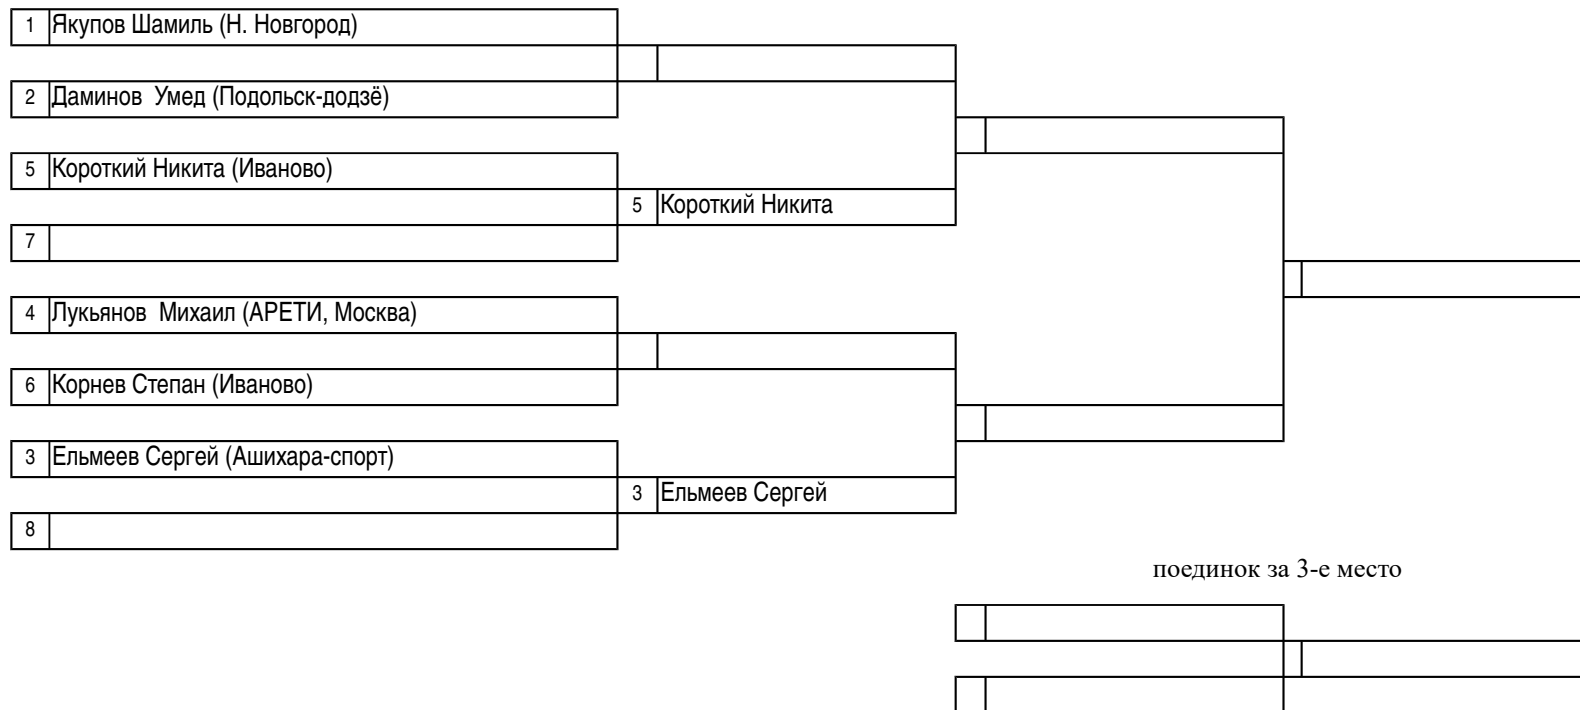 1 Якупов Шамиль (Н. Новгород)
2 Даминов  Умед (Подольск-додзё)
5 Короткий Никита (Иваново)
5 Короткий Никита
7
4 Лукьянов  Михаил (АРЕТИ, Москва)
6 Корнев Степан (Иваново)
3 Ельмеев Сергей (Ашихара-спорт)
3 Ельмеев Сергей
8
поединок за 3-е место